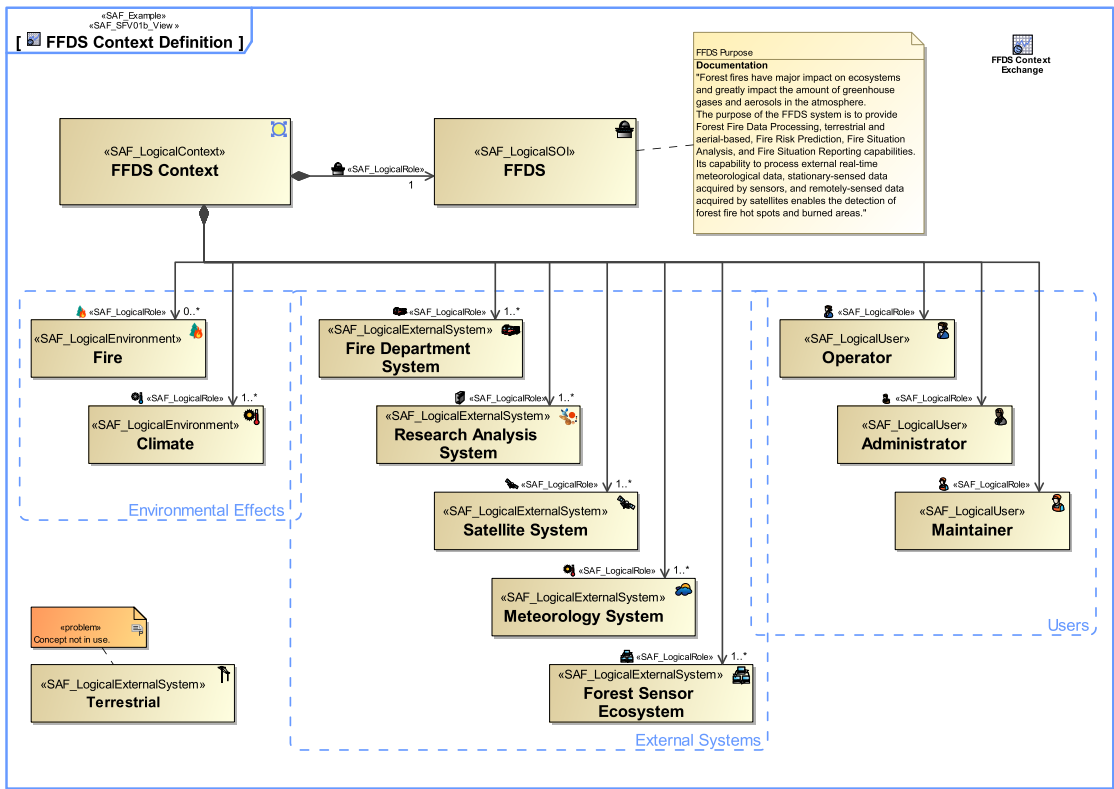 «SAF_Example»
«SAF_SFV01b_View »
[ FFDS Context Definition ]
FFDS Context
Exchange
FFDS Purpose
Documentation
"Forest fires have major impact on ecosystems
and greatly impact the amount of greenhouse
gases and aerosols in the atmosphere.
The purpose of the FFDS system is to provide
Forest Fire Data Processing, terrestrial and
aerial-based, Fire Risk Prediction, Fire Situation
Analysis, and Fire Situation Reporting capabilities.
Its capability to process external real-time
meteorological data, stationary-sensed data
acquired by sensors, and remotely-sensed data
acquired by satellites enables the detection of
forest fire hot spots and burned areas."
«SAF_LogicalContext»
FFDS Context
«SAF_LogicalRole»
1
«SAF_LogicalSOI»
FFDS
«SAF_LogicalRole» 0..*
«SAF_LogicalEnvironment»
Fire
«SAF_LogicalRole» 1..*
«SAF_LogicalEnvironment»
Climate
Environmental Effects
«SAF_LogicalRole» 1..*
«SAF_LogicalExternalSystem»
Fire Department
System
«SAF_LogicalRole» 1..*
«SAF_LogicalExternalSystem»
Research Analysis
System
«SAF_LogicalRole» 1..*
«SAF_LogicalExternalSystem»
Satellite System
«SAF_LogicalRole» 1..*
«SAF_LogicalExternalSystem»
Meteorology System
«SAF_LogicalRole» 1..*
«SAF_LogicalExternalSystem»
Forest Sensor
Ecosystem
External Systems
«SAF_LogicalRole»
«SAF_LogicalUser»
Operator
«SAF_LogicalRole»
«SAF_LogicalUser»
Administrator
«SAF_LogicalRole»
«SAF_LogicalUser»
Maintainer
Users
«problem»
Concept not in use.
«SAF_LogicalExternalSystem»
Terrestrial